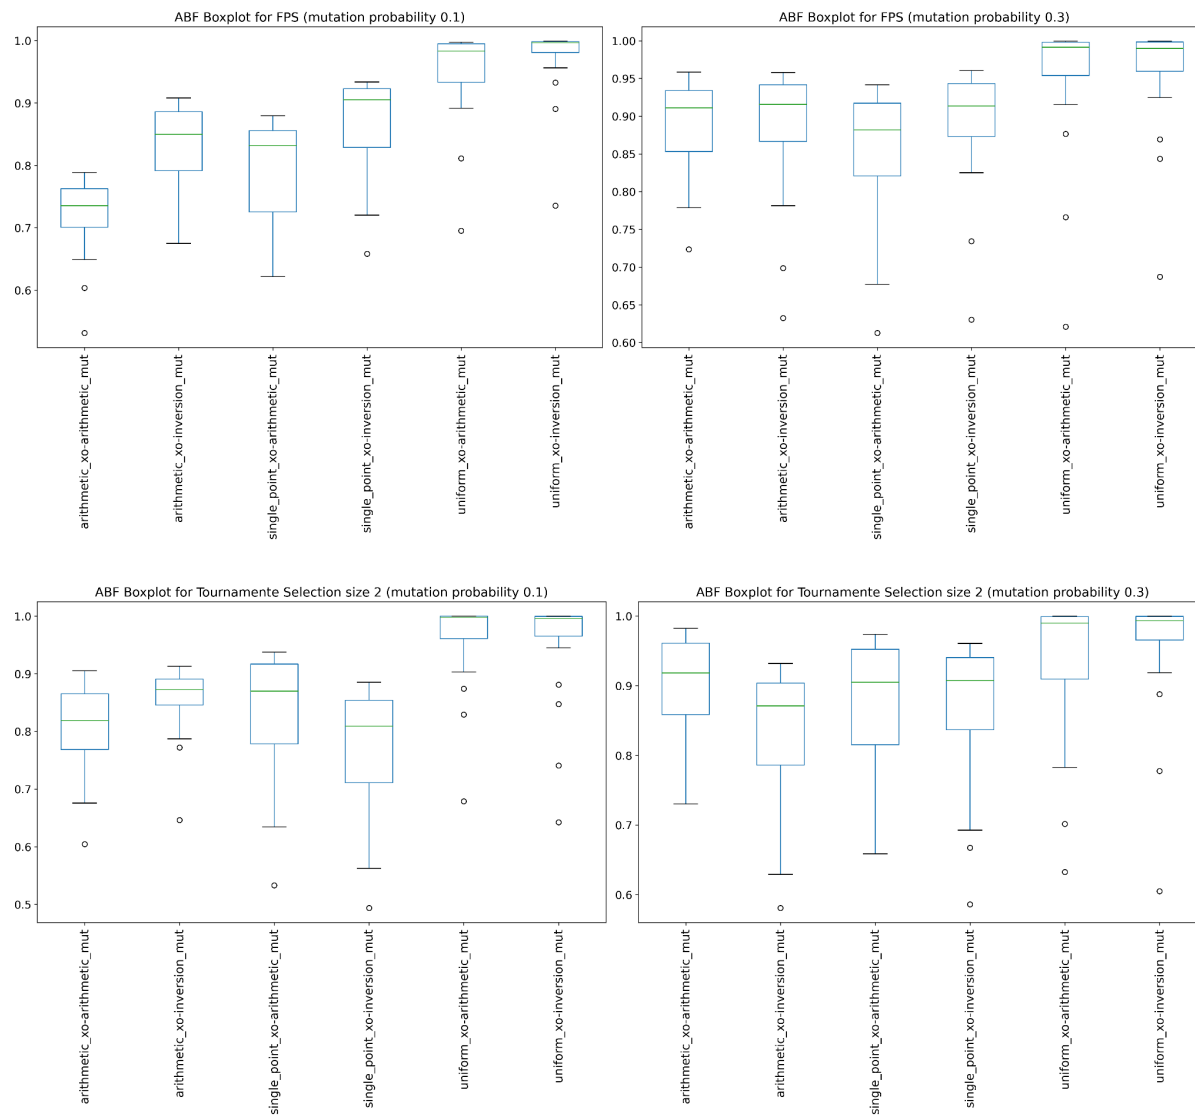 ABF Boxplot for FPS (mutation probability 0.1)
1.0
0.9
0.8
0.7
0.6
arithmetic_xo-arithmetic_mut
arithmetic_xo-inversion_mut
single_point_xo-arithmetic_mut
single_point_xo-inversion_mut
uniform_xo-arithmetic_mut
uniform_xo-inversion_mut
ABF Boxplot for FPS (mutation probability 0.3)
1.00
0.95
0.90
0.85
0.80
0.75
0.70
0.65
0.60
arithmetic_xo-arithmetic_mut
arithmetic_xo-inversion_mut
single_point_xo-arithmetic_mut
single_point_xo-inversion_mut
uniform_xo-arithmetic_mut
uniform_xo-inversion_mut
ABF Boxplot for Tournamente Selection size 2 (mutation probability 0.1)
1.0
0.9
0.8
0.7
0.6
0.5
arithmetic_xo-arithmetic_mut
arithmetic_xo-inversion_mut
single_point_xo-arithmetic_mut
single_point_xo-inversion_mut
uniform_xo-arithmetic_mut
uniform_xo-inversion_mut
ABF Boxplot for Tournamente Selection size 2 (mutation probability 0.3)
1.0
0.9
0.8
0.7
0.6
arithmetic_xo-arithmetic_mut
arithmetic_xo-inversion_mut
single_point_xo-arithmetic_mut
single_point_xo-inversion_mut
uniform_xo-arithmetic_mut
uniform_xo-inversion_mut